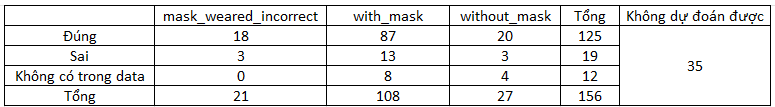 mask_weared_incorrect with_mask without_mask Tổng Không dự đoán được
Đúng 18 87 20 125
Sai 3 13 3 19
35
Không có trong data 0 8 4 12
Tổng 21 108 27 156